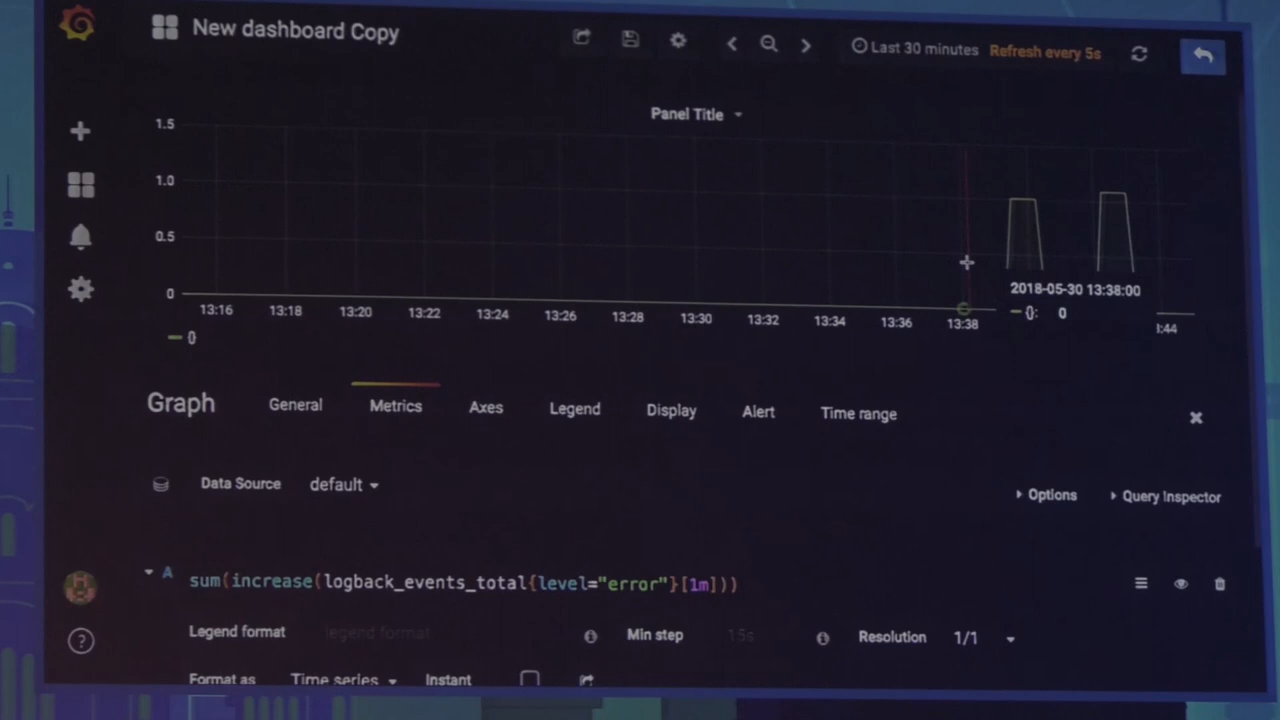 New dashboard Copy
Last 30 minutes Refresh every 5s
Panel Title
1.5
1.0
0.5
0
13:16 13:18 13:20 13:22 13:24 13:26 13:28 13:30 13:32 13:34 13:36 13:38 :44
2018-05-30 13:38:00
{}: 0
{}
Graph General Metrics Axes Legend Display Alert Time range
Data Source default Options Query Inspector
A sum(increase(logback_events_total{level="error"}[1m]))
Legend format legend format Min step 15s Resolution 1/1
Format as Time series Instant